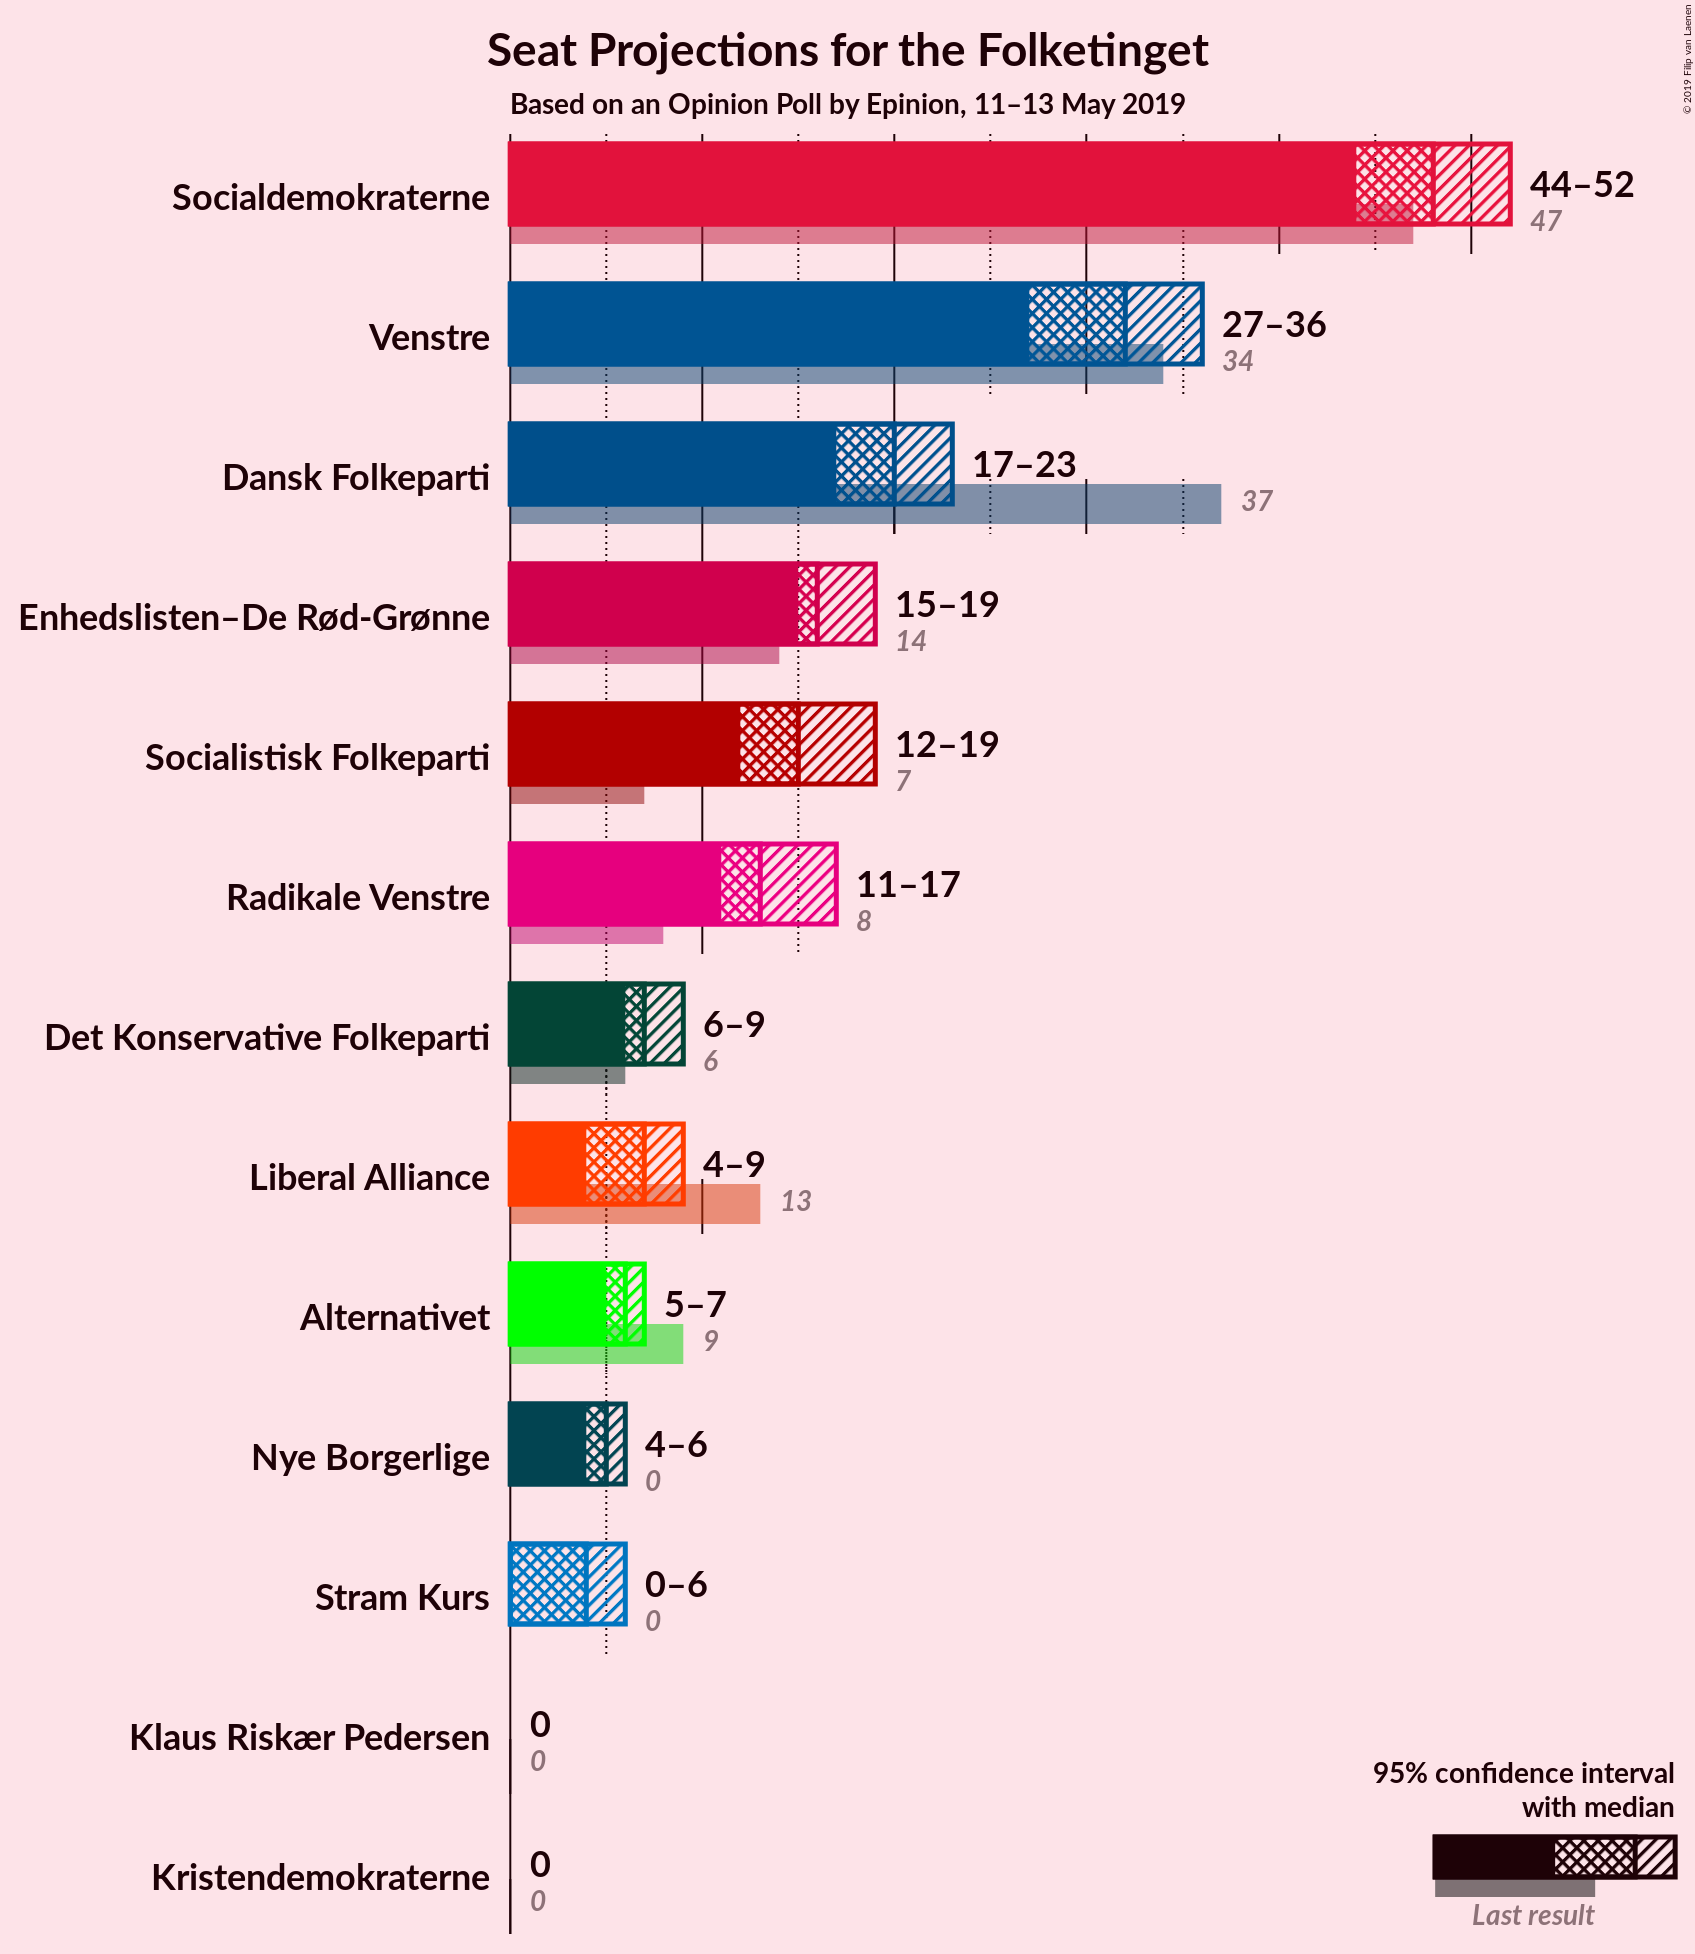 Seat Projections for the Folketinget
Based on an Opinion Poll by Epinion, 11–13 May 2019
© 2019 Filip van Laenen
Socialdemokraterne
44–52
47
Venstre
27–36
34
Dansk Folkeparti
17–23
37
Enhedslisten–De Rød-Grønne
15–19
14
Socialistisk Folkeparti
12–19
7
Radikale Venstre
11–17
8
Det Konservative Folkeparti
6–9
6
Liberal Alliance
4–9
13
Alternativet
5–7
9
Nye Borgerlige
4–6
0
Stram Kurs
0–6
0
Klaus Riskær Pedersen
0
0
Kristendemokraterne
0
0
95% confidence interval
with median
Last result